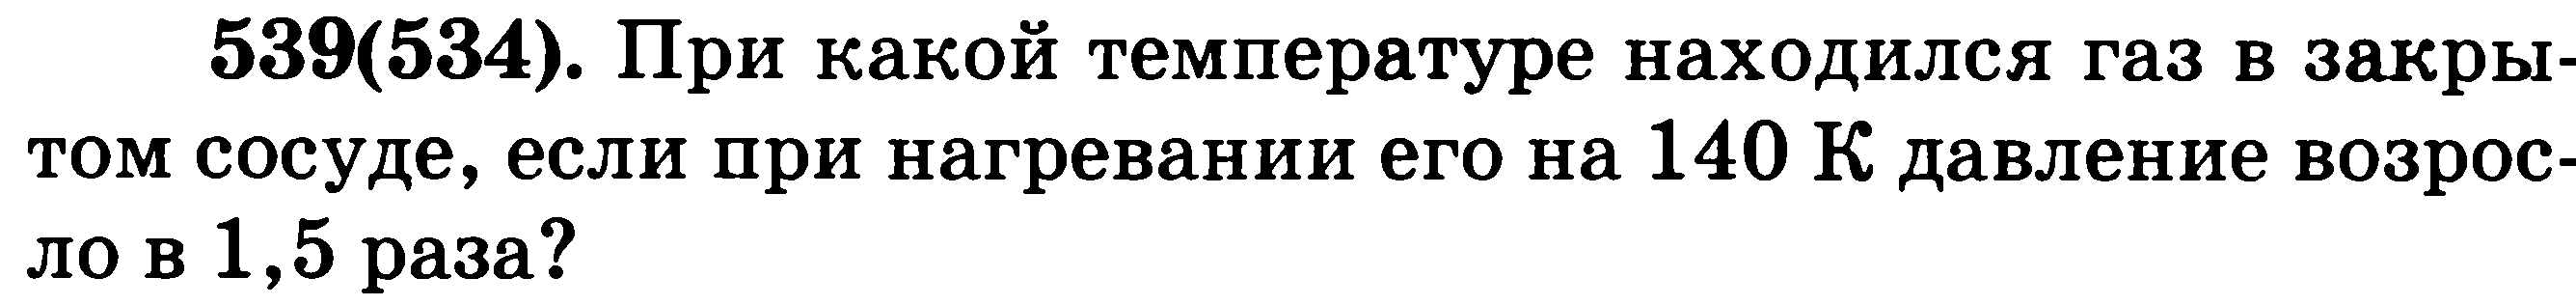 539(534). При какой температуре находился газ в закры-
том сосуде, если при нагревании его на 140 К давление возрос-
ло в 1,5 раза?